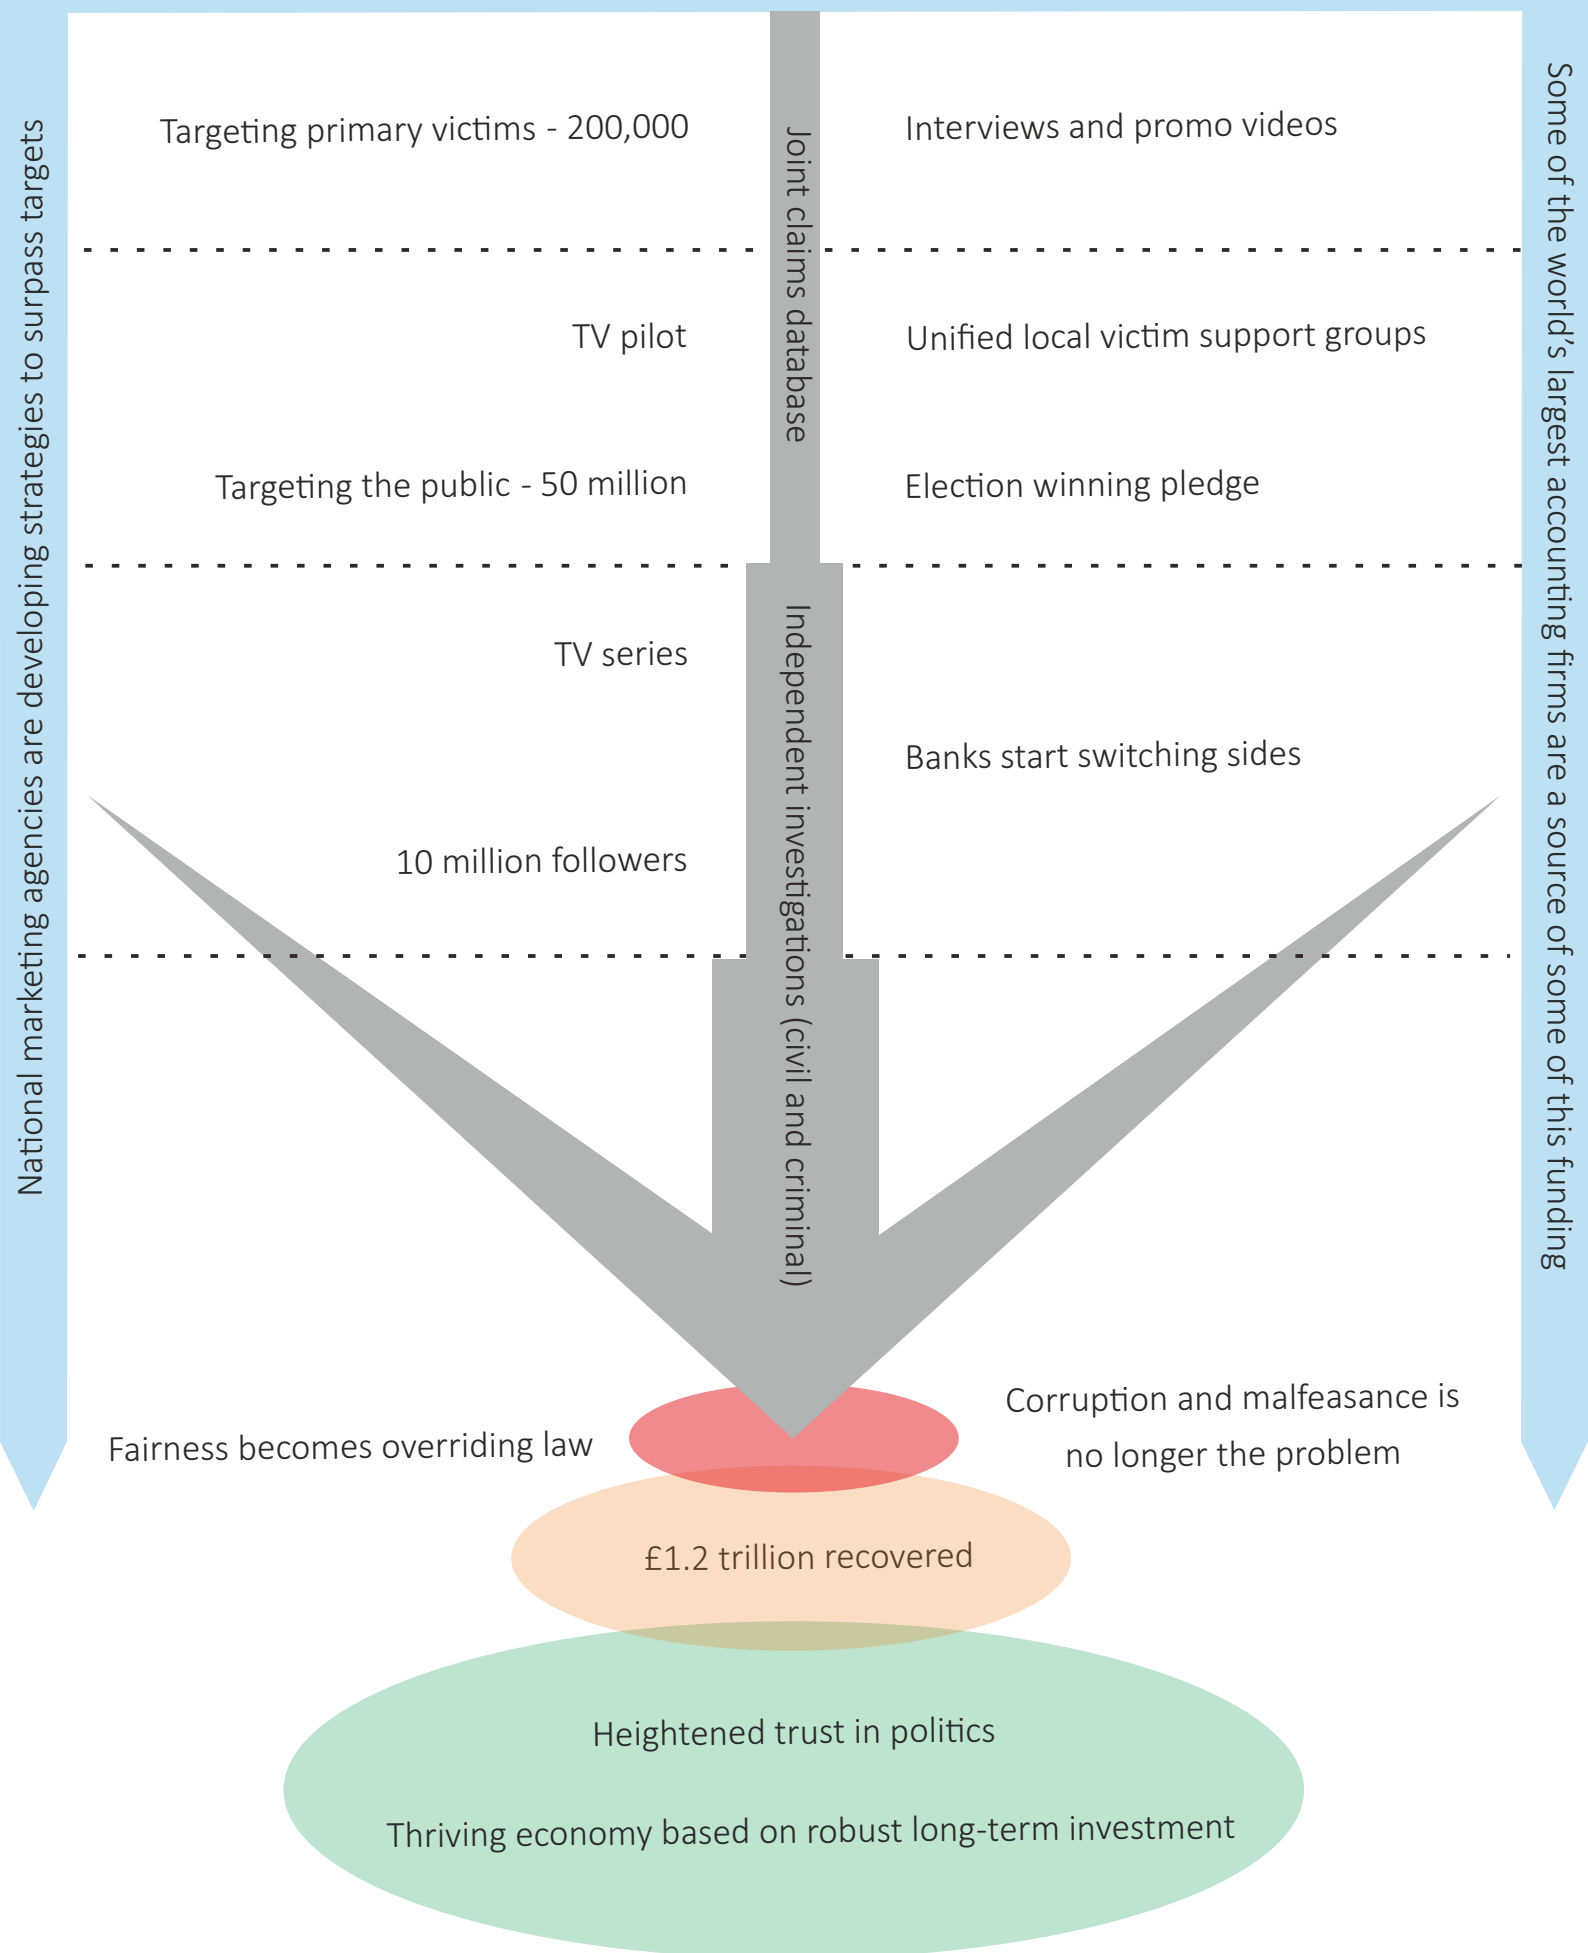 National marketing agencies are developing strategies to surpass targets
Some of the world's largest accounting firms are a source of some of this funding
Joint claims database
Targeting primary victims - 200,000
Interviews and promo videos
TV pilot
Unified local victim support groups
Targeting the public - 50 million
Election winning pledge
Independent investigations (civil and criminal)
TV series
Banks start switching sides
10 million followers
Fairness becomes overriding law
Corruption and malfeasance is
no longer the problem
£1.2 trillion recovered
Heightened trust in politics
Thriving economy based on robust long-term investment